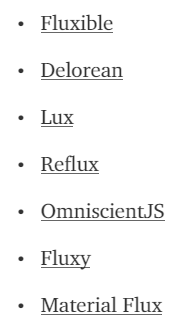 • Fluxible
• Delorean
• Lux
• Reflux
• OmniscientJS
• Fluxy
• Material Flux